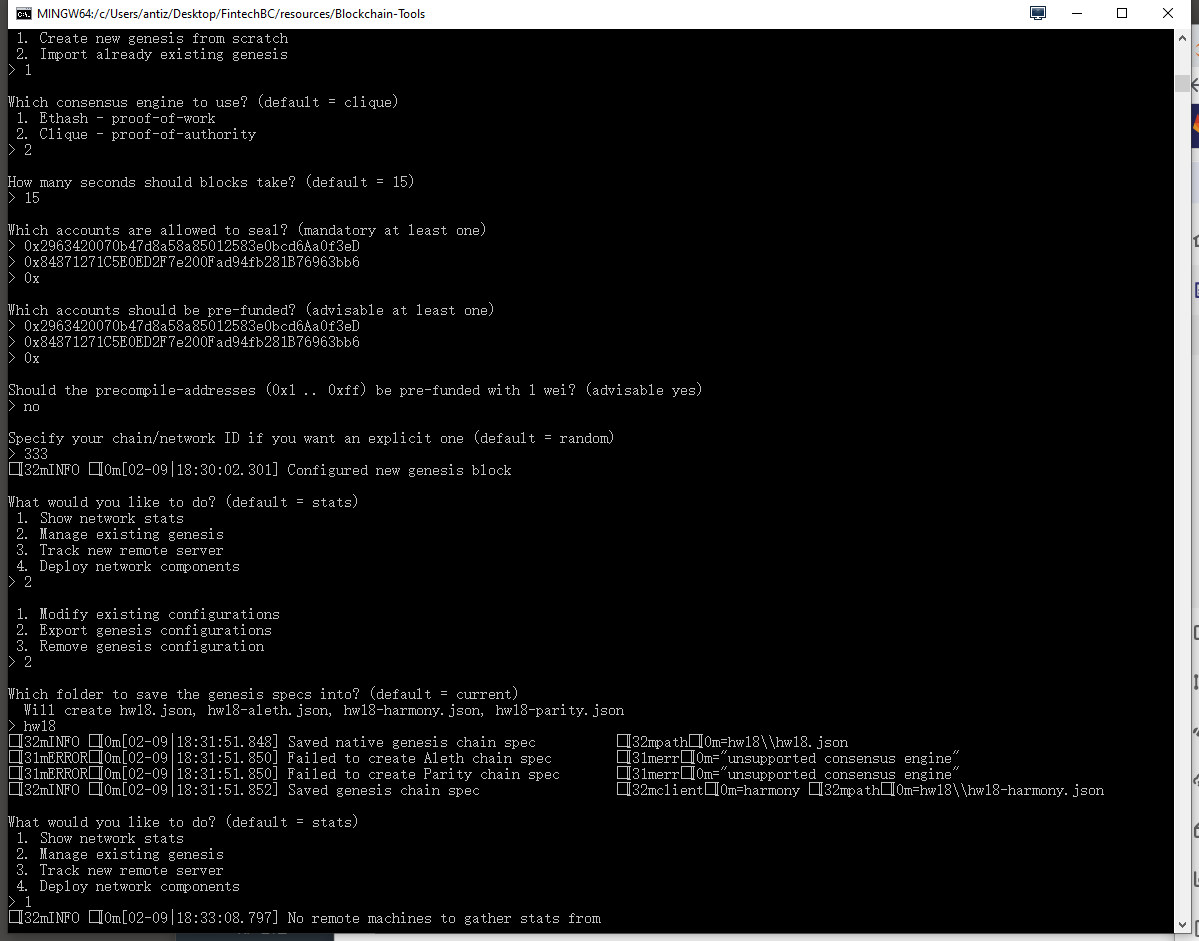 MINGW64:/c/Users/antiz/Desktop/FintechBC/resources/Blockchain-Tools
1. Create new genesis from scratch
2. Import already existing genesis
> 1
Which consensus engine to use? (default = clique)
1. Ethash - proof-of-work
2. Clique - proof-of-authority
> 2
How many seconds should blocks take? (default = 15)
> 15
Which accounts are allowed to seal? (mandatory at least one)
> 0x2963420070b47d8a58a85012583e0bcd6Aa0f3eD
> 0x84871271C5E0ED2F7e200Fad94fb281B76963bb6
> 0x
Which accounts should be pre-funded? (advisable at least one)
> 0x2963420070b47d8a58a85012583e0bcd6Aa0f3eD
> 0x84871271C5E0ED2F7e200Fad94fb281B76963bb6
> 0x
Should the precompile-addresses (0x1 .. 0xff) be pre-funded with 1 wei? (advisable yes)
> no
Specify your chain/network ID if you want an explicit one (default = random)
> 333
[32mINFO [0m[02-09|18:30:02.301] Configured new genesis block
What would you like to do? (default = stats)
1. Show network stats
2. Manage existing genesis
3. Track new remote server
4. Deploy network components
> 2
1. Modify existing configurations
2. Export genesis configurations
3. Remove genesis configuration
> 2
Which folder to save the genesis specs into? (default = current)
Will create hw18.json, hw18-aleth.json, hw18-harmony.json, hw18-parity.json
> hw18
[32mINFO [0m[02-09|18:31:51.848] Saved native genesis chain spec [32mpath[0m=hw18\\hw18.json
[31mERROR[0m[02-09|18:31:51.850] Failed to create Aleth chain spec [31merr[0m="unsupported consensus engine"
[31mERROR[0m[02-09|18:31:51.850] Failed to create Parity chain spec [31merr[0m="unsupported consensus engine"
[32mINFO [0m[02-09|18:31:51.852] Saved genesis chain spec [32mclient[0m=harmony [32mpath[0m=hw18\\hw18-harmony.json
What would you like to do? (default = stats)
1. Show network stats
2. Manage existing genesis
3. Track new remote server
4. Deploy network components
> 1
[32mINFO [0m[02-09|18:33:08.797] No remote machines to gather stats from